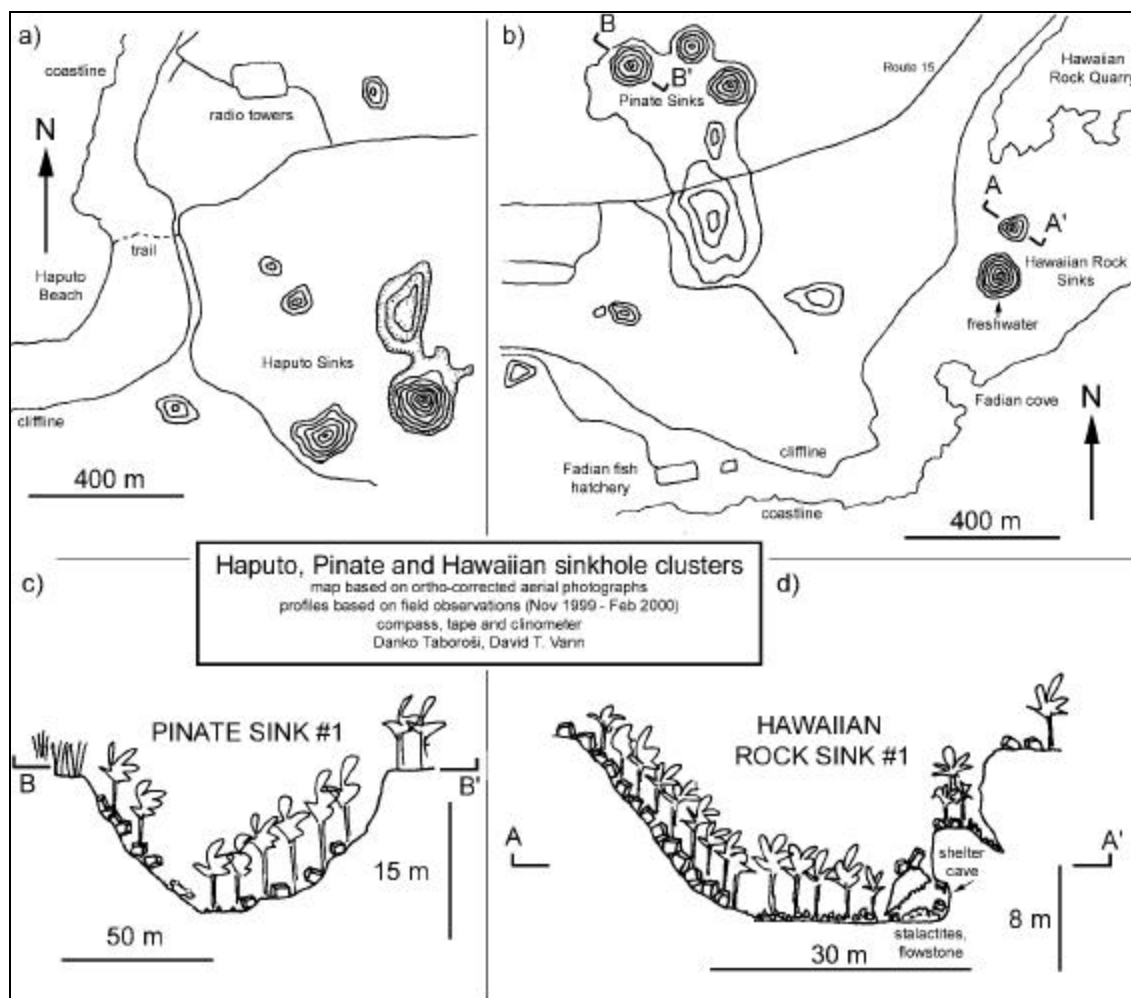 a)
coastline
radio towers
N
trail
Haputo
Beach
Haputo Sinks
cliffline
400 m
b)
B
B'
Pinate Sinks
Route 15
Hawaiian
Rock Quarry
A
A'
Hawaiian Rock
Sinks
freshwater
Fadian cove
N
cliffline
Fadian fish
hatchery
coastline
400 m
Haputo, Pinate and Hawaiian sinkhole clusters
map based on ortho-corrected aerial photographs
profiles based on field observations (Nov 1999 - Feb 2000)
compass, tape and clinometer
Danko Taboroši, David T. Vann
c)
PINATE SINK #1
B
B'
15 m
50 m
d)
HAWAIIAN
ROCK SINK #1
A
A'
shelter
cave
8 m
stalactites,
flowstone
30 m